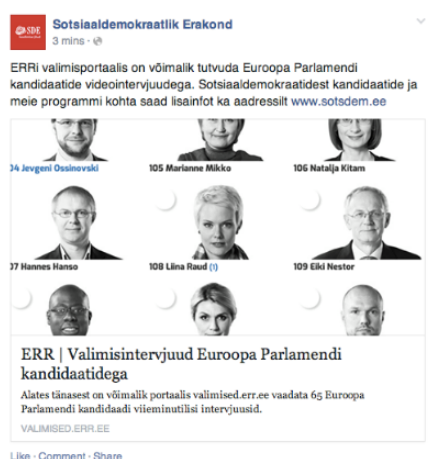 SDE
Sotsiaaldemokraatlik Erakond
3 mins ·
ERRi valimisportaalis on võimalik tutvuda Euroopa Parlamendi
kandidaatide videointervjuudega. Sotsiaaldemokraatidest kandidaatide ja
meie programmi kohta saad lisainfot ka aadressilt www.sotsdem.ee
04 Jevgeni Ossinovski 105 Marianne Mikko 106 Natalja Kitam
07 Hannes Hanso 108 Liina Raud (1) 109 Eiki Nestor
ERR | Valimisintervjuud Euroopa Parlamendi
kandidaatidega
Alates tänasest on võimalik portaalis valimised.err.ee vaadata 65 Euroopa
Parlamendi kandidaadi viieminutilisi intervjuusid.
VALIMISED.ERR.EE
Like · Comment · Share